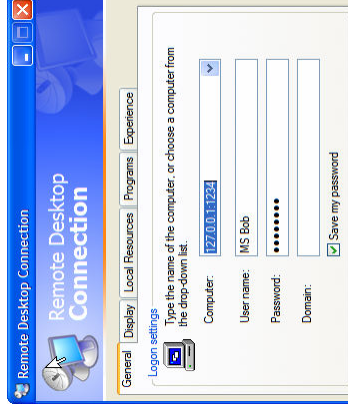 Remote Desktop Connection
Remote Desktop
Connection
General Display Local Resources Programs Experience
Logon settings
Type the name of the computer, or choose a computer from
the drop-down list.
Computer: 127.0.0.1:1234
User name: MS Bob
Password: ●●●●●●●●
Domain:
Save my password